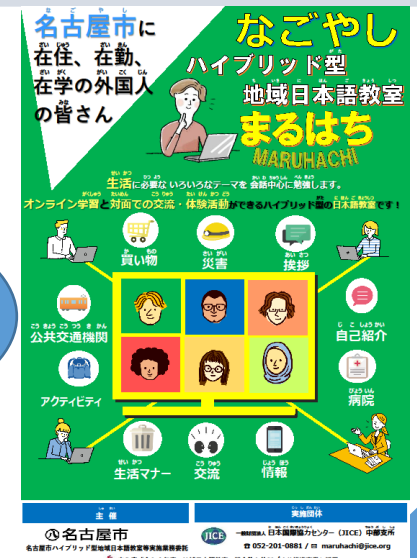 名古屋市に
在住、在勤、
在学の外国人
の皆さん
なごやし
ハイブリッド型
地域日本語教室
まるはち
MARUHACHI
生活に必要な いろいろなテーマを 会話中心に勉強します。
オンライン学習と対面での交流・体験活動ができるハイブリッド型の日本語教室です!
買い物
災害
挨拶
公共交通機関
自己紹介
アクティビティ
病院
生活マナー
交流
情報
主催
実施団体
名古屋市
名古屋市ハイブリッド型地域日本語教室等実施業務委託
JICE
一般財団法人 日本国際協力センター(JICE)中部支所
☎ 052-201-0881 / ✉ maruhachi@jice.org